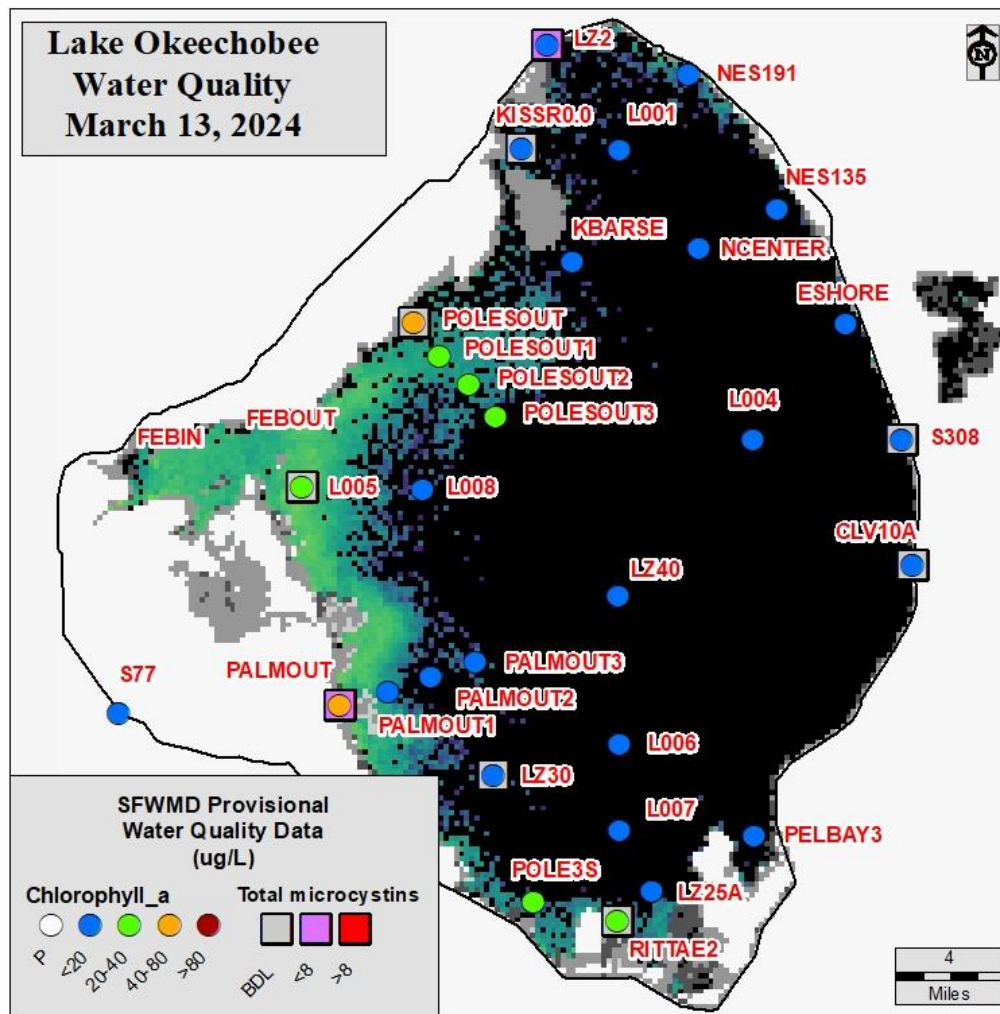 Lake Okeechobee
Water Quality
March 13, 2024
N
LZ2
NES191
KISSR0.0
L001
NES135
KBARSE
NCENTER
ESHORE
POLESOUT
POLESOUT1
POLESOUT2
POLESOUT3
L004
S308
FEBIN
FEBOUT
L005
L008
CLV10A
LZ40
S77
PALMOUT
PALMOUT3
PALMOUT2
PALMOUT1
L006
LZ30
L007
PELBAY3
POLE3S
LZ25A
RITTAE2
SFWMD Provisional
Water Quality Data
(ug/L)
Chlorophyll_a
Total microcystins
P
<20
20-40
40-80
>80
BDL
<8
>8
4
Miles